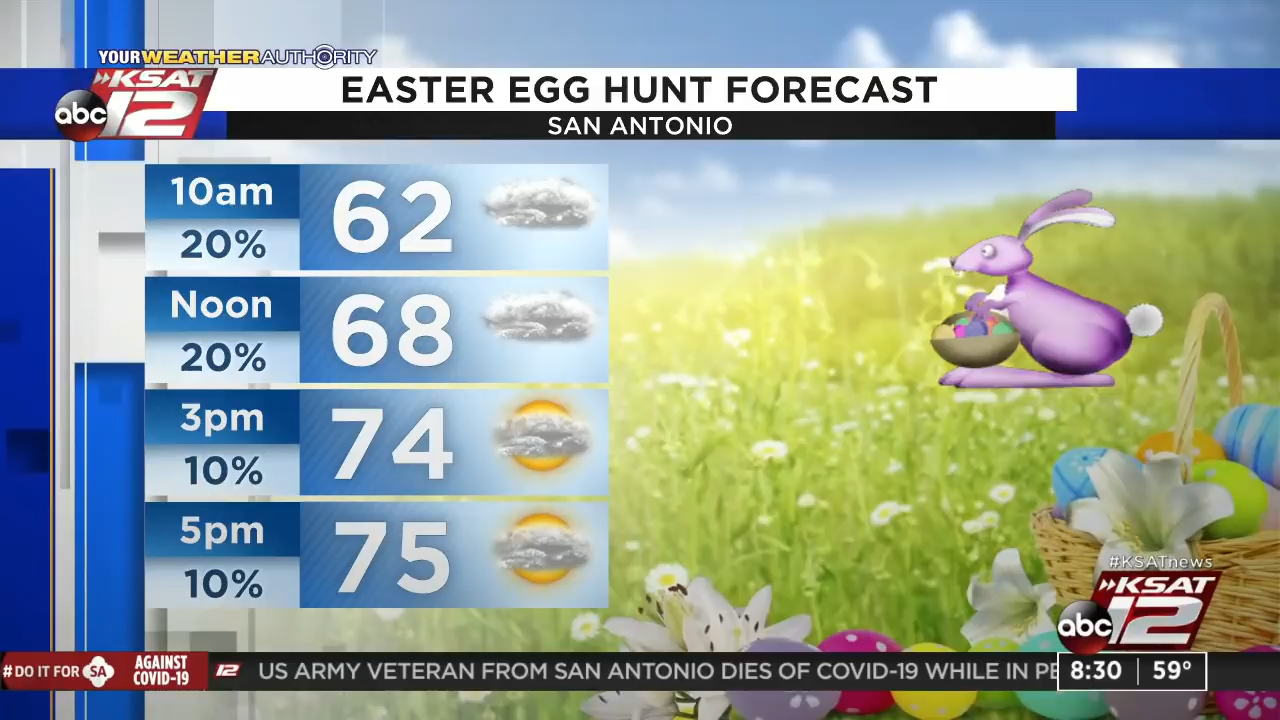 YOURWEATHERAUTHORITY
KSAT
abc 12
EASTER EGG HUNT FORECAST
SAN ANTONIO
10am
20%
62
Noon
20%
68
3pm
10%
74
5pm
10%
75
#KSATnews
KSAT
abc 12
#DO IT FOR SA
AGAINST
COVID-19
12
US ARMY VETERAN FROM SAN ANTONIO DIES OF COVID-19 WHILE IN PE
8:30
59°